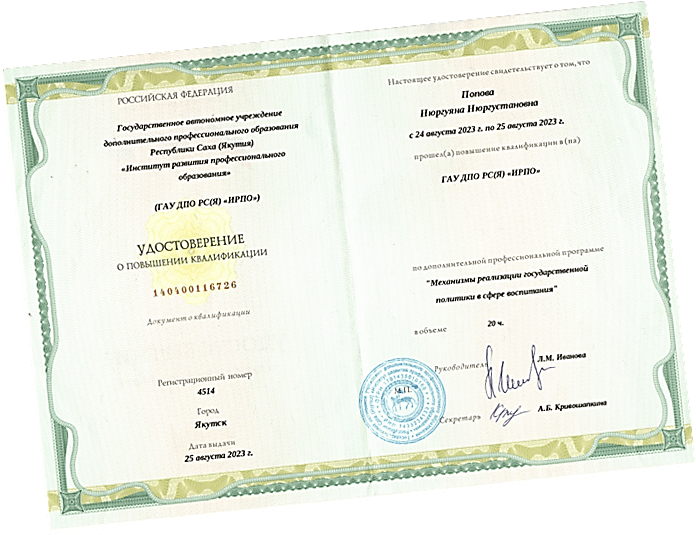 РОССИЙСКАЯ ФЕДЕРАЦИЯ
Государственное автономное учреждение
дополнительного профессионального образования
Республики Саха (Якутия)
«Институт развития профессионального
образования»
(ГАУ ДПО РС(Я) «ИРПО»)
УДОСТОВЕРЕНИЕ
О ПОВЫШЕНИИ КВАЛИФИКАЦИИ
140400116726
Документ о квалификации
Регистрационный номер
4514
Город
Якутск
Дата выдачи
25 августа 2023 г.
Настоящее удостоверение свидетельствует о том, что
Попова
Нюргуяна Нюргустановна
с 24 августа 2023 г. по 25 августа 2023 г.
прошел(а) повышение квалификации в (на)
ГАУ ДПО РС(Я) «ИРПО»
по дополнительной профессиональной программе
"Механизмы реализации государственной
политики в сфере воспитания"
в объеме 20 ч.
Руководитель Л.М. Иванова
М.П.
Секретарь А.Б. Кривошапкина